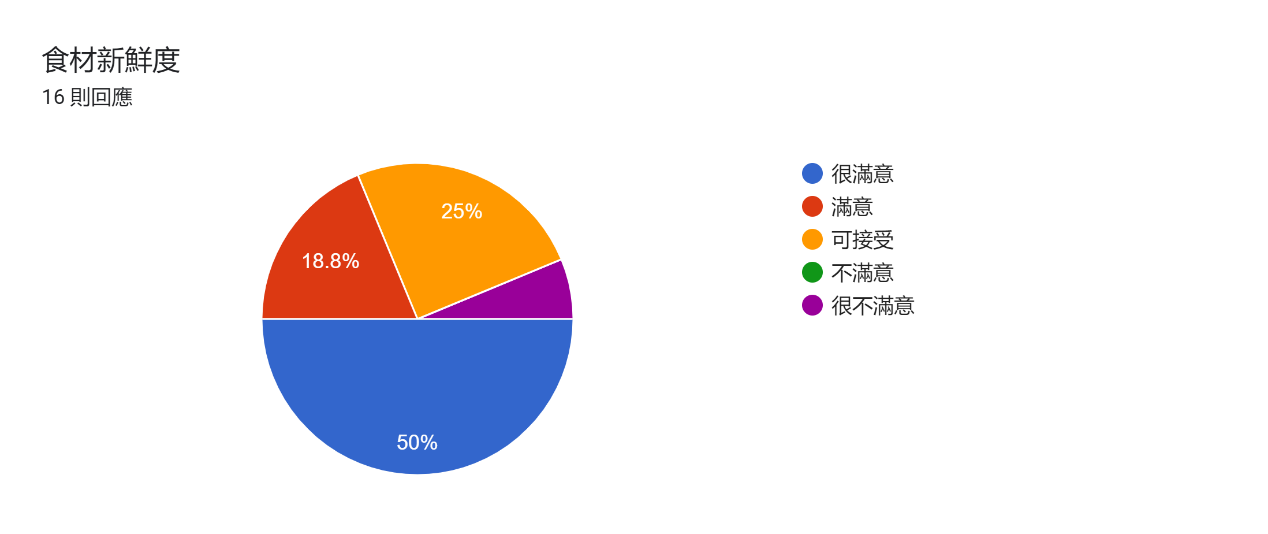 食材新鮮度
16 則回應
25%
18.8%
50%
很滿意
滿意
可接受
不滿意
很不滿意